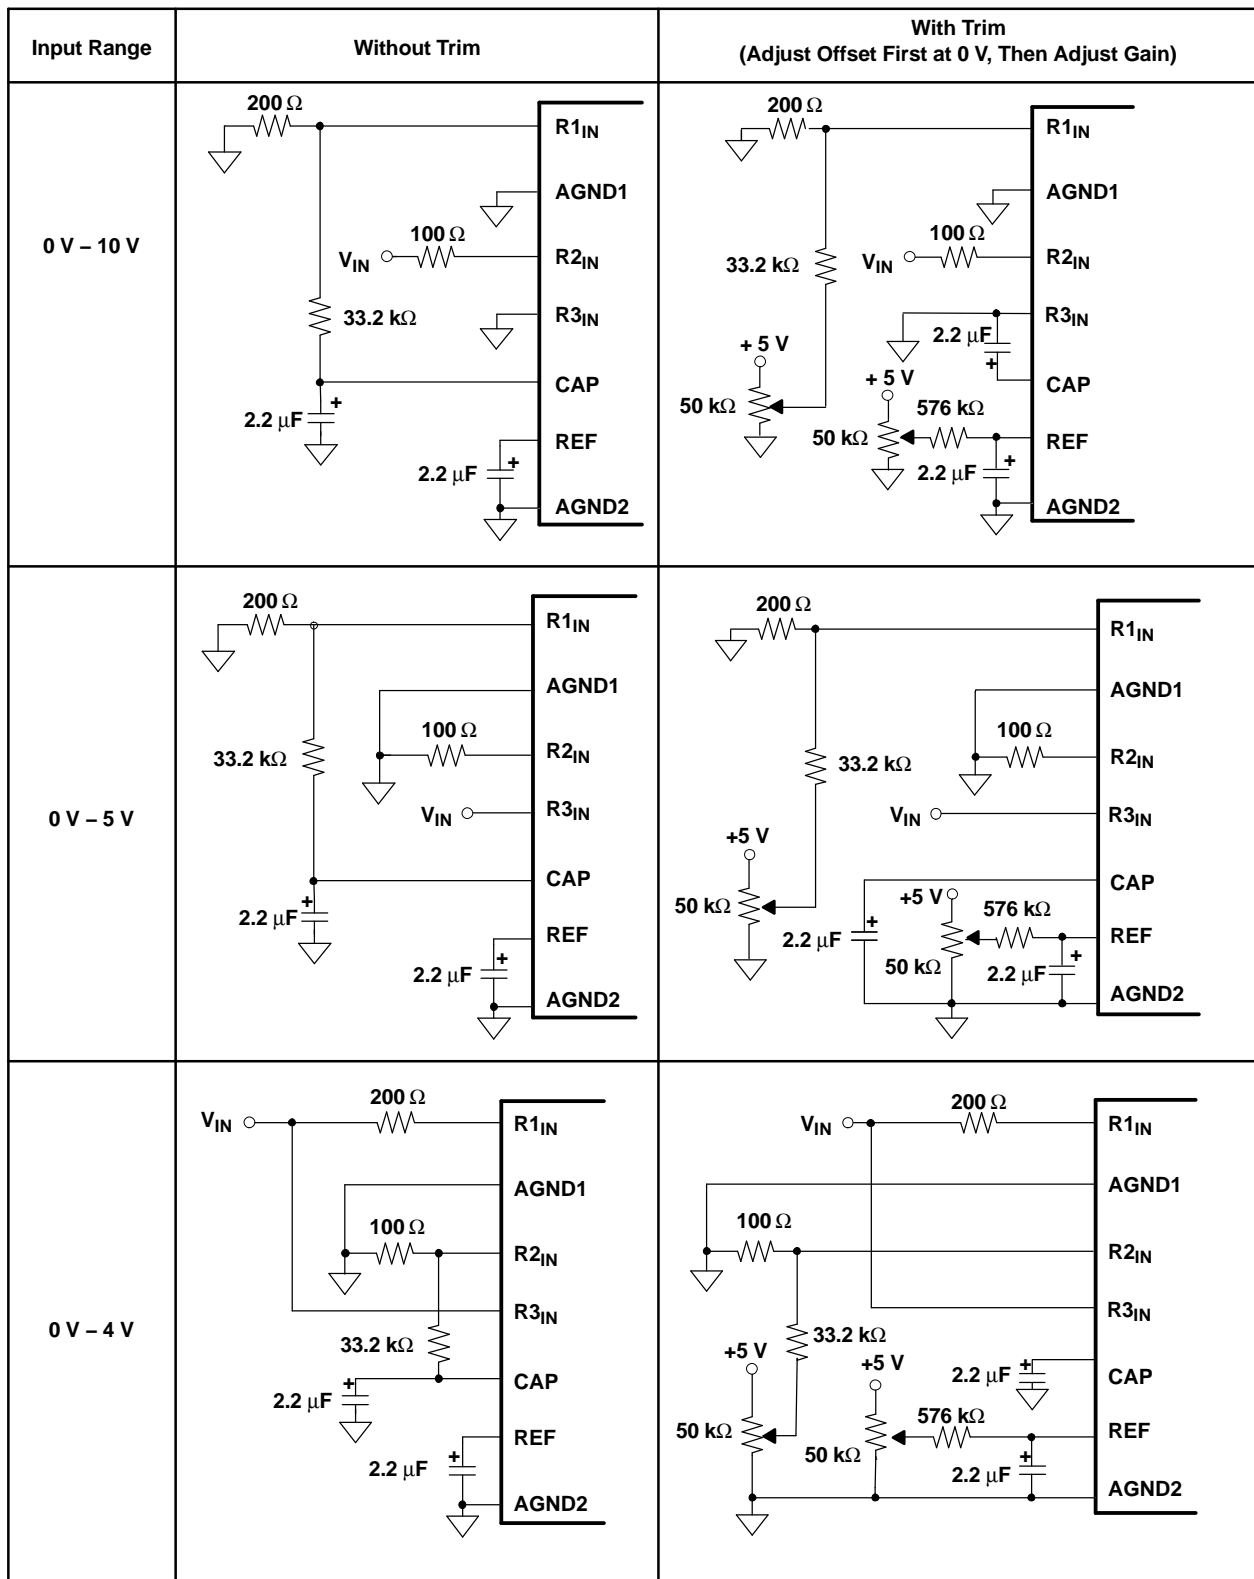 Input Range
Without Trim
With Trim
(Adjust Offset First at 0 V, Then Adjust Gain)
0 V – 10 V
200 Ω
R1IN
AGND1
100 Ω
VIN
R2IN
R3IN
33.2 kΩ
CAP
+
2.2 µF
REF
+
2.2 µF
AGND2
200 Ω
R1IN
AGND1
100 Ω
33.2 kΩ
VIN
R2IN
R3IN
2.2 µF
+
+ 5 V
CAP
+ 5 V
50 kΩ
576 kΩ
50 kΩ
REF
+
2.2 µF
AGND2
0 V – 5 V
200 Ω
R1IN
AGND1
100 Ω
33.2 kΩ
R2IN
VIN
R3IN
CAP
+
2.2 µF
REF
+
2.2 µF
AGND2
200 Ω
R1IN
AGND1
100 Ω
33.2 kΩ
R2IN
VIN
R3IN
+5 V
CAP
+5 V
50 kΩ
+
576 kΩ
2.2 µF
REF
50 kΩ
+
2.2 µF
AGND2
0 V – 4 V
200 Ω
VIN
R1IN
AGND1
100 Ω
R2IN
R3IN
33.2 kΩ
CAP
+
2.2 µF
REF
+
2.2 µF
AGND2
200 Ω
VIN
R1IN
AGND1
100 Ω
R2IN
R3IN
33.2 kΩ
+5 V
+5 V
+
2.2 µF
CAP
576 kΩ
50 kΩ
REF
50 kΩ
+
2.2 µF
AGND2